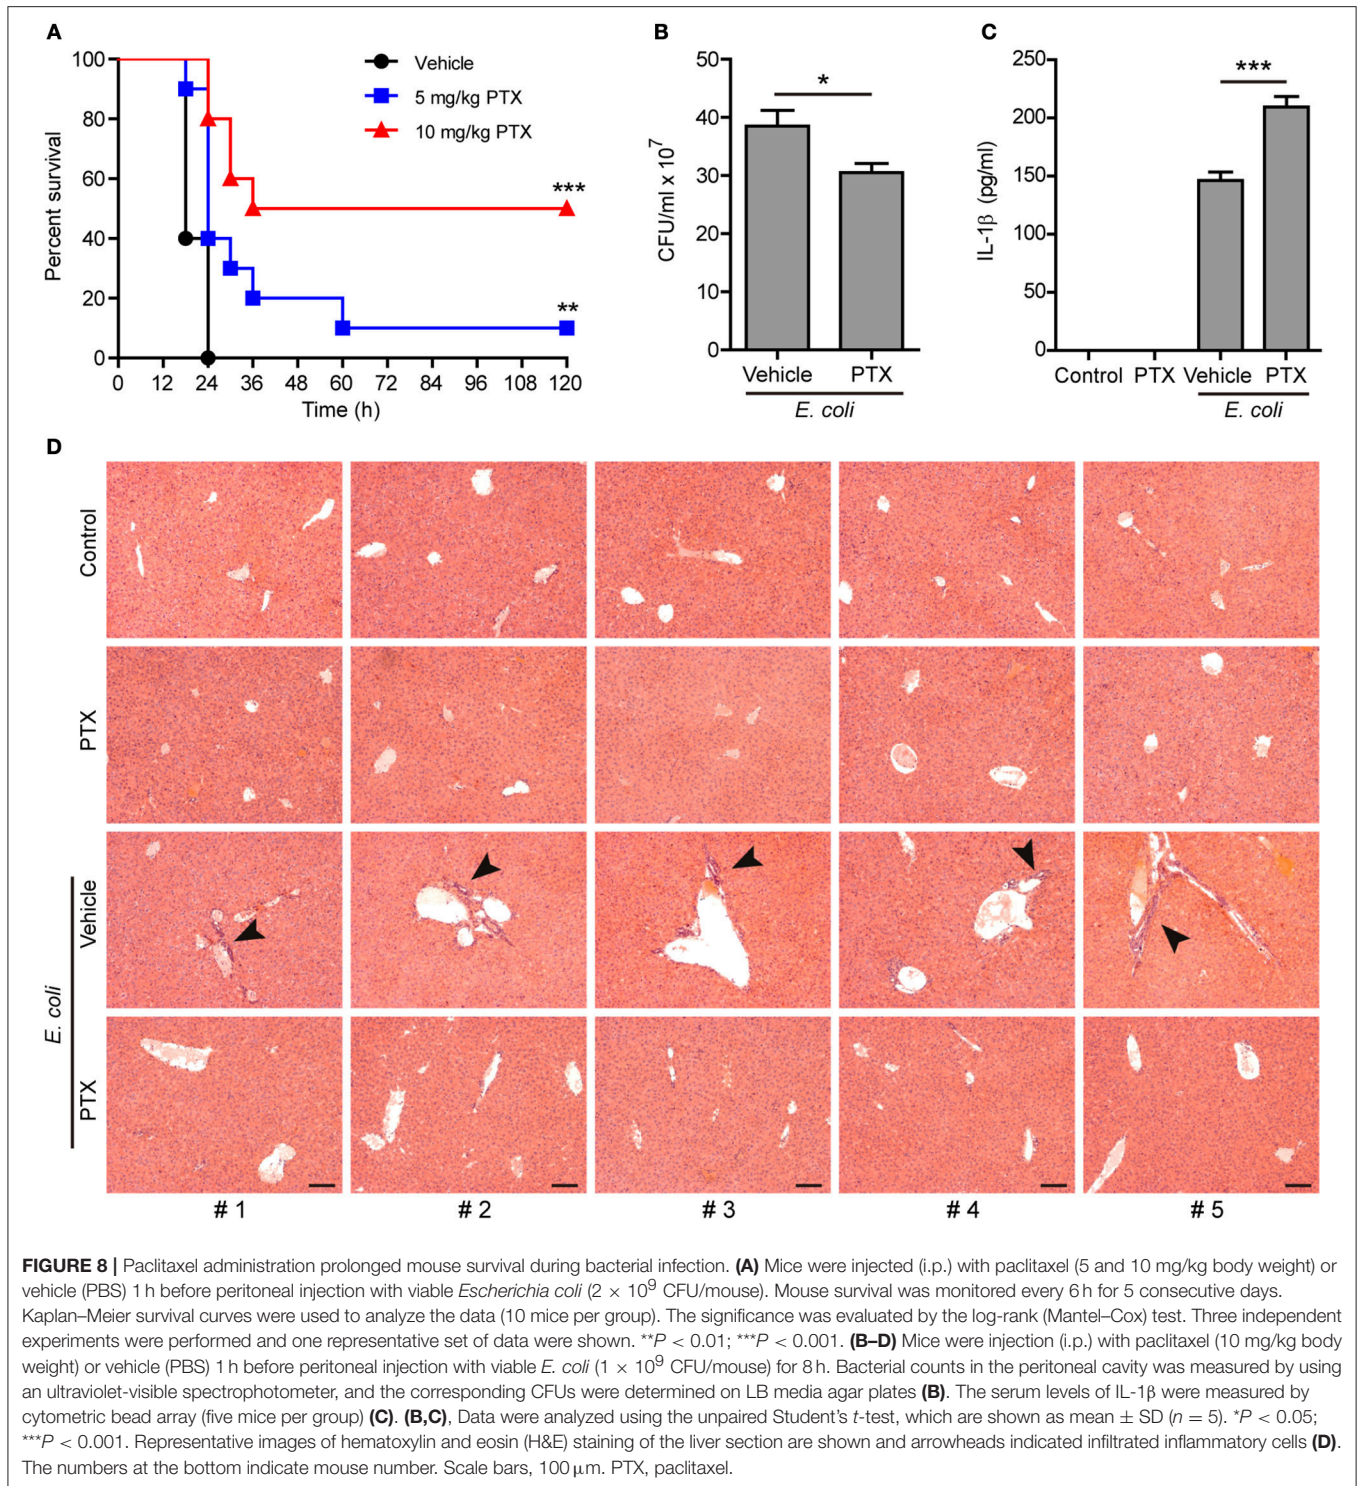 A
100
80
60
40
20
0
Percent survival
0 12 24 36 48 60 72 84 96 108 120
Time (h)
Vehicle
5 mg/kg PTX
10 mg/kg PTX
***
**
B
50
40
30
20
10
0
CFU/ml x 10⁷
*
Vehicle PTX
E. coli
C
250
200
150
100
50
0
IL-1β (pg/ml)
***
Control PTX Vehicle PTX
E. coli
D
Control
PTX
Vehicle
PTX
E. coli
# 1 # 2 # 3 # 4 # 5
FIGURE 8 | Paclitaxel administration prolonged mouse survival during bacterial infection. (A) Mice were injected (i.p.) with paclitaxel (5 and 10 mg/kg body weight) or
vehicle (PBS) 1 h before peritoneal injection with viable Escherichia coli (2 × 10⁹ CFU/mouse). Mouse survival was monitored every 6 h for 5 consecutive days.
Kaplan–Meier survival curves were used to analyze the data (10 mice per group). The significance was evaluated by the log-rank (Mantel–Cox) test. Three independent
experiments were performed and one representative set of data were shown. **P < 0.01; ***P < 0.001. (B–D) Mice were injection (i.p.) with paclitaxel (10 mg/kg body
weight) or vehicle (PBS) 1 h before peritoneal injection with viable E. coli (1 × 10⁹ CFU/mouse) for 8 h. Bacterial counts in the peritoneal cavity was measured by using
an ultraviolet-visible spectrophotometer, and the corresponding CFUs were determined on LB media agar plates (B). The serum levels of IL-1β were measured by
cytometric bead array (five mice per group) (C). (B,C), Data were analyzed using the unpaired Student's t-test, which are shown as mean ± SD (n = 5). *P < 0.05;
***P < 0.001. Representative images of hematoxylin and eosin (H&E) staining of the liver section are shown and arrowheads indicated infiltrated inflammatory cells (D).
The numbers at the bottom indicate mouse number. Scale bars, 100 μm. PTX, paclitaxel.